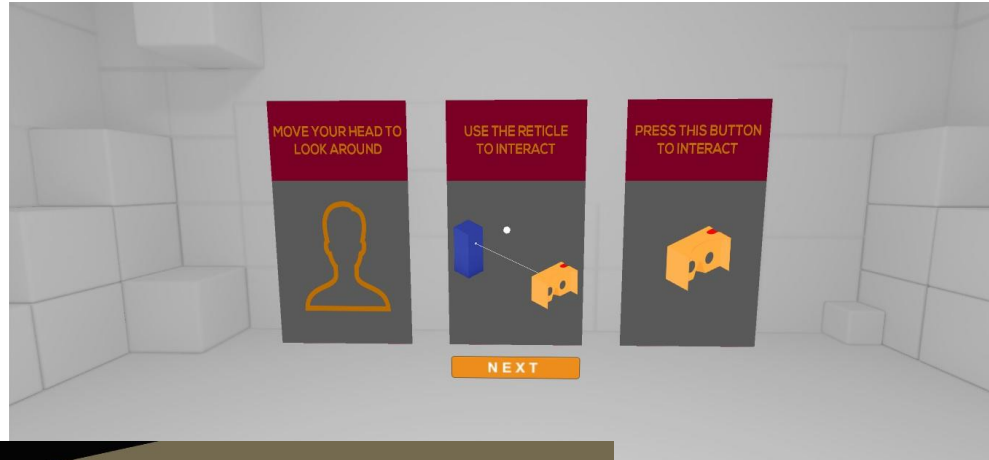 MOVE YOUR HEAD TO
LOOK AROUND
USE THE RETICLE
TO INTERACT
PRESS THIS BUTTON
TO INTERACT
NEXT